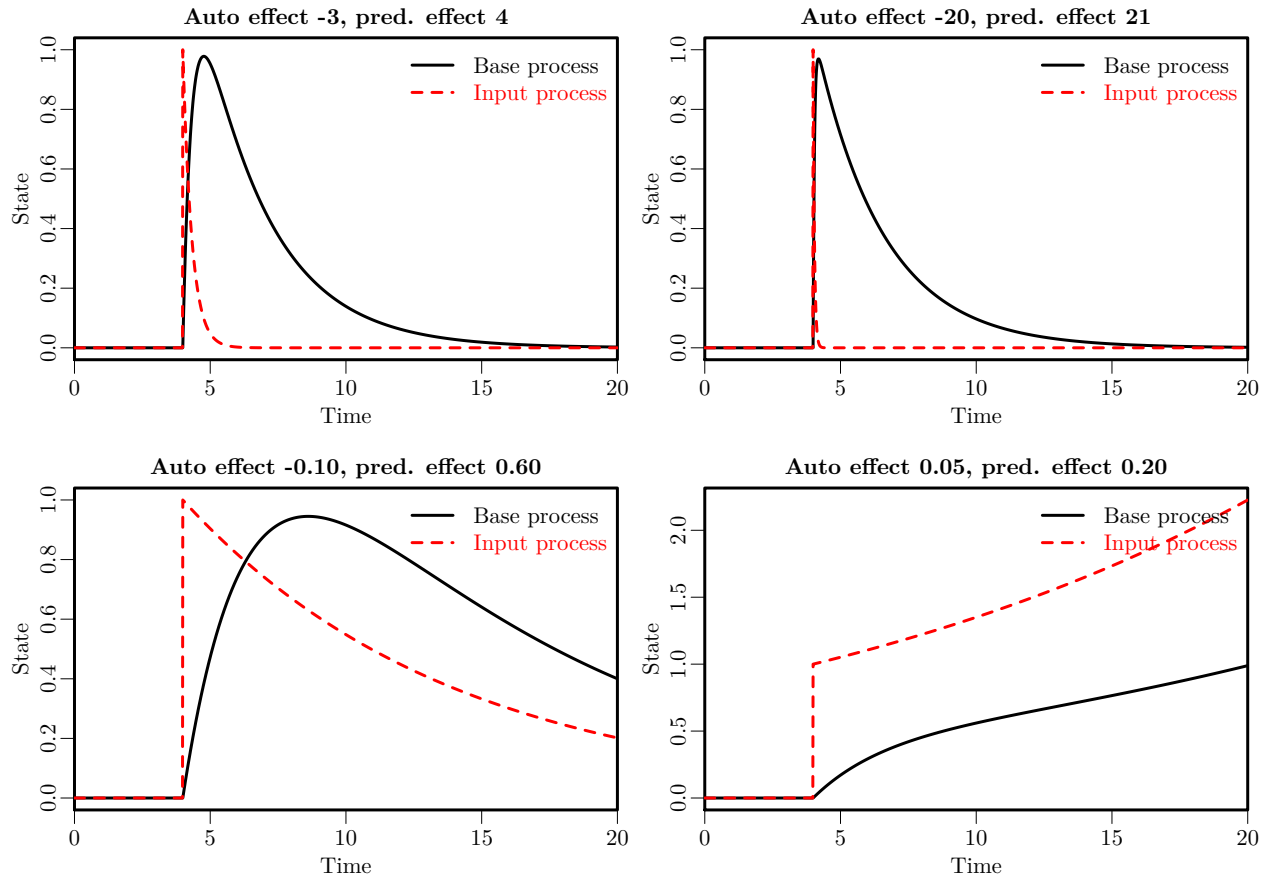 Auto effect -3, pred. effect 4
Base process
Input process
State
0.0 0.2 0.4 0.6 0.8 1.0
0 5 10 15 20
Time
Auto effect -20, pred. effect 21
Base process
Input process
State
0.0 0.2 0.4 0.6 0.8 1.0
0 5 10 15 20
Time
Auto effect -0.10, pred. effect 0.60
Base process
Input process
State
0.0 0.2 0.4 0.6 0.8 1.0
0 5 10 15 20
Time
Auto effect 0.05, pred. effect 0.20
Base process
Input process
State
0.0 0.5 1.0 1.5 2.0
0 5 10 15 20
Time